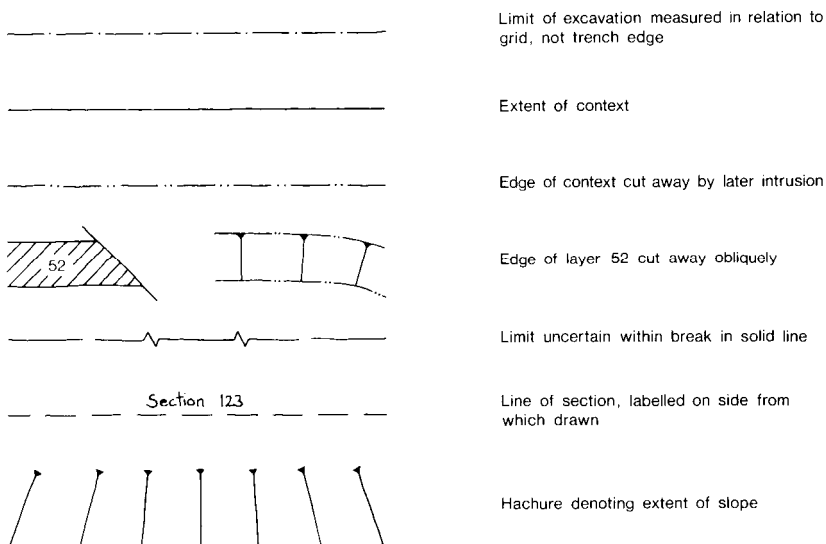 Limit of excavation measured in relation to
grid, not trench edge
Extent of context
Edge of context cut away by later intrusion
52
Edge of layer 52 cut away obliquely
Limit uncertain within break in solid line
Section 123
Line of section, labelled on side from
which drawn
Hachure denoting extent of slope